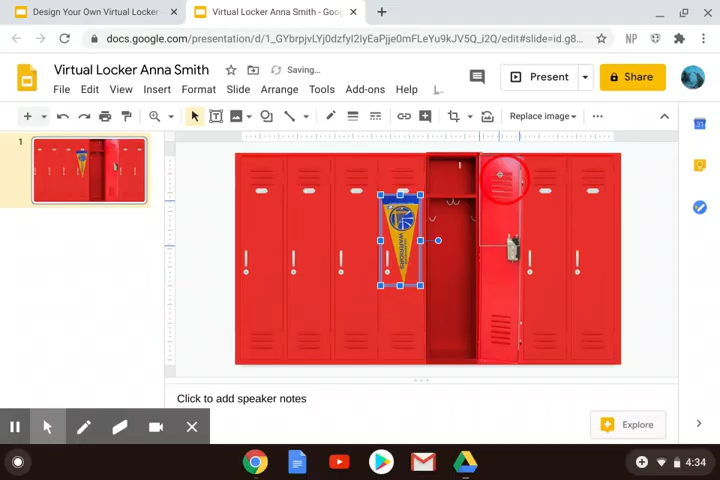 Design Your Own Virtual Locker
Virtual Locker Anna Smith - Goo
docs.google.com/presentation/d/1_GYbrpjvLYj0dzfyI2IyEaPjje0mFLeYu9kJV5Q_i2Q/edit#slide=id.g8...
NP
Virtual Locker Anna Smith
Saving...
File Edit View Insert Format Slide Arrange Tools Add-ons L...
Present
Share
Replace image
31
1
WARRIORS
Click to add speaker notes
Explore
4:34